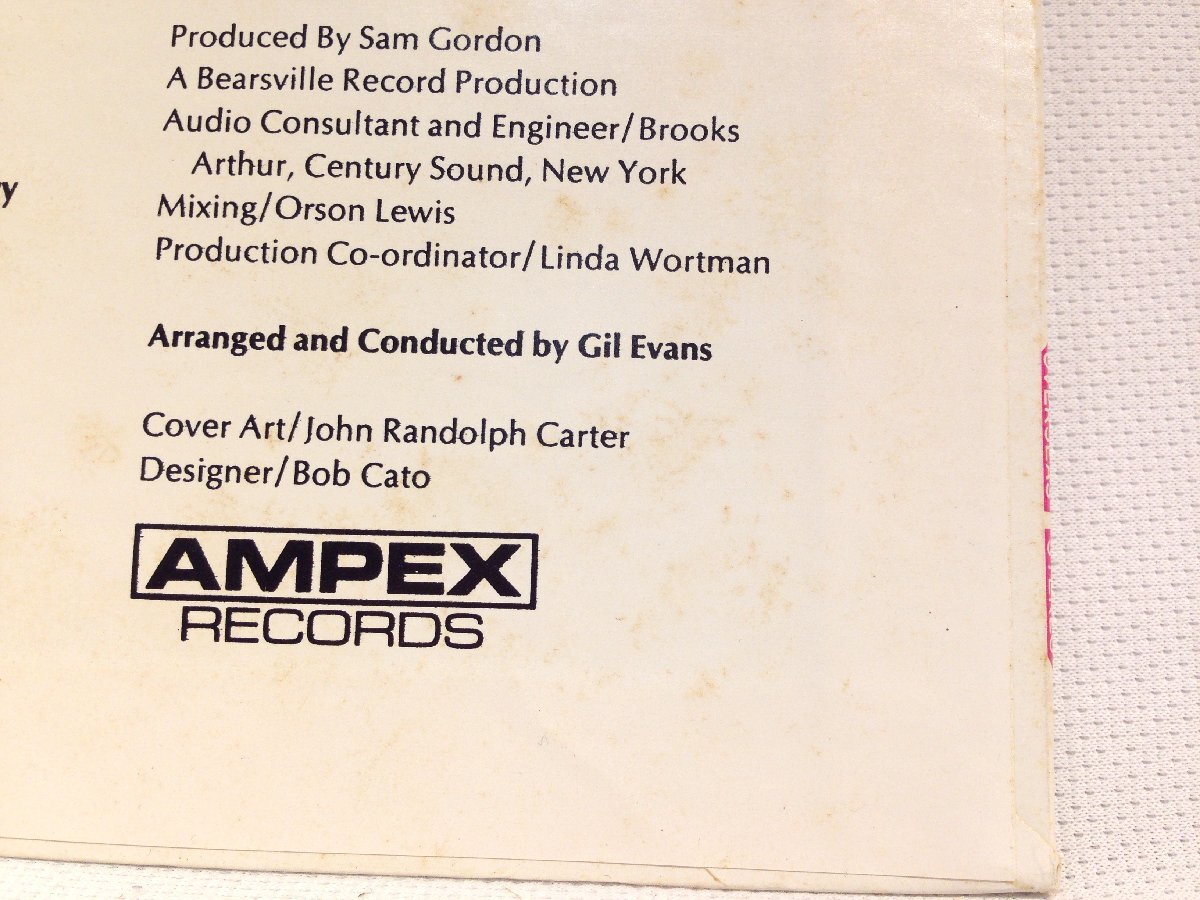 Produced By Sam Gordon
A Bearsville Record Production
Audio Consultant and Engineer/Brooks
Arthur, Century Sound, New York
Mixing/Orson Lewis
Production Co-ordinator/Linda Wortman
Arranged and Conducted by Gil Evans
Cover Art/John Randolph Carter
Designer/Bob Cato
AMPEX
RECORDS